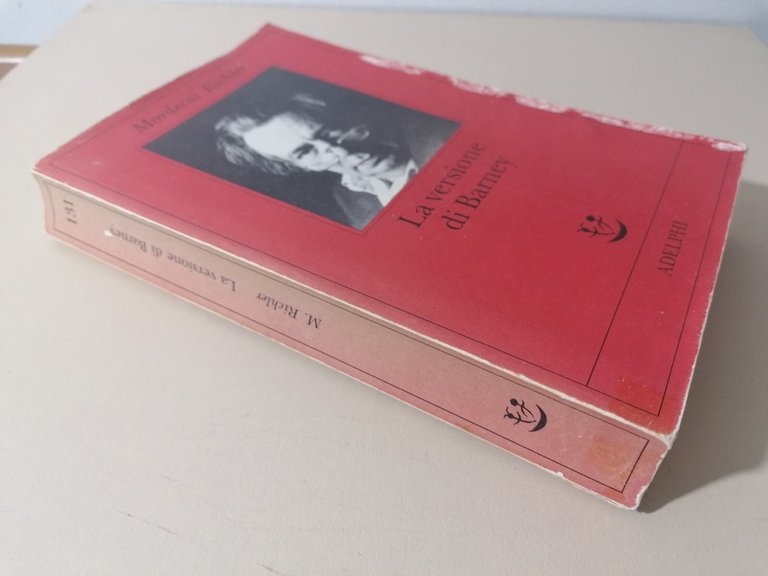 Mordecai Richler
La versione
di Barney
ADELPHI
131
La versione di Barney
M. Richler